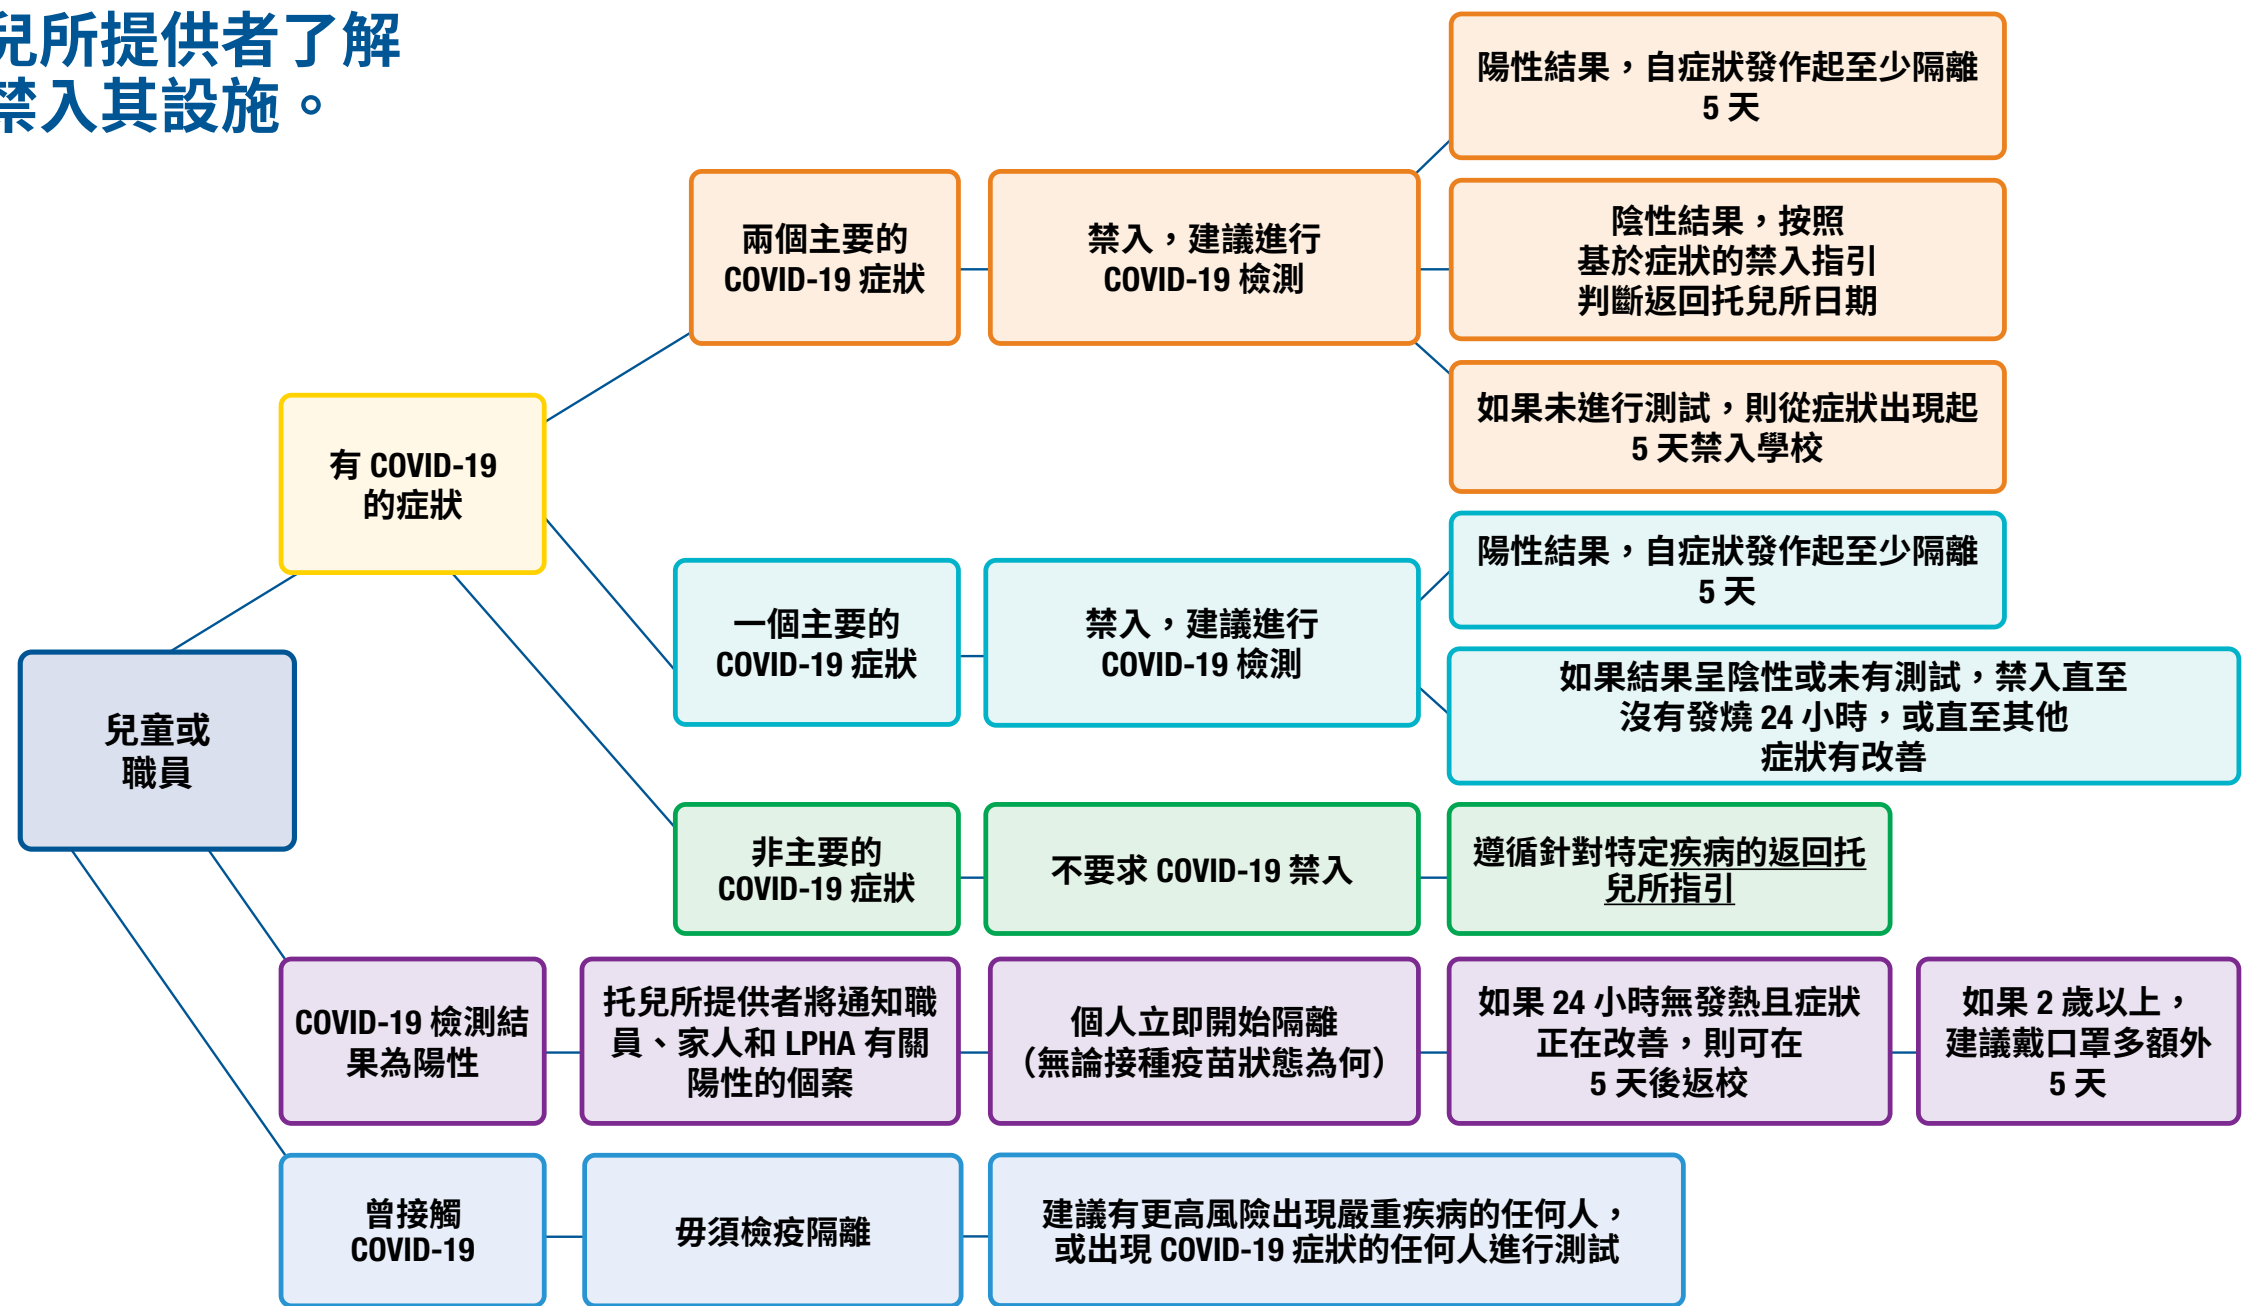 兒所提供者了解
禁入其設施。
陽性結果，自症狀發作起至少隔離
5 天
兩個主要的
COVID-19 症狀
禁入，建議進行
COVID-19 檢測
陰性結果，按照
基於症狀的禁入指引
判斷返回托兒所日期
如果未進行測試，則從症狀出現起
5 天禁入學校
有 COVID-19
的症狀
陽性結果，自症狀發作起至少隔離
5 天
一個主要的
COVID-19 症狀
禁入，建議進行
COVID-19 檢測
如果結果呈陰性或未有測試，禁入直至
沒有發燒 24 小時，或直至其他
症狀有改善
兒童或
職員
非主要的
COVID-19 症狀
不要求 COVID-19 禁入
遵循針對特定疾病的返回托
兒所指引
COVID-19 檢測結
果為陽性
托兒所提供者將通知職
員、家人和 LPHA 有關
陽性的個案
個人立即開始隔離
（無論接種疫苗狀態為何）
如果 24 小時無發熱且症狀
正在改善，則可在
5 天後返校
如果 2 歲以上，
建議戴口罩多額外
5 天
曾接觸
COVID-19
毋須檢疫隔離
建議有更高風險出現嚴重疾病的任何人，
或出現 COVID-19 症狀的任何人進行測試